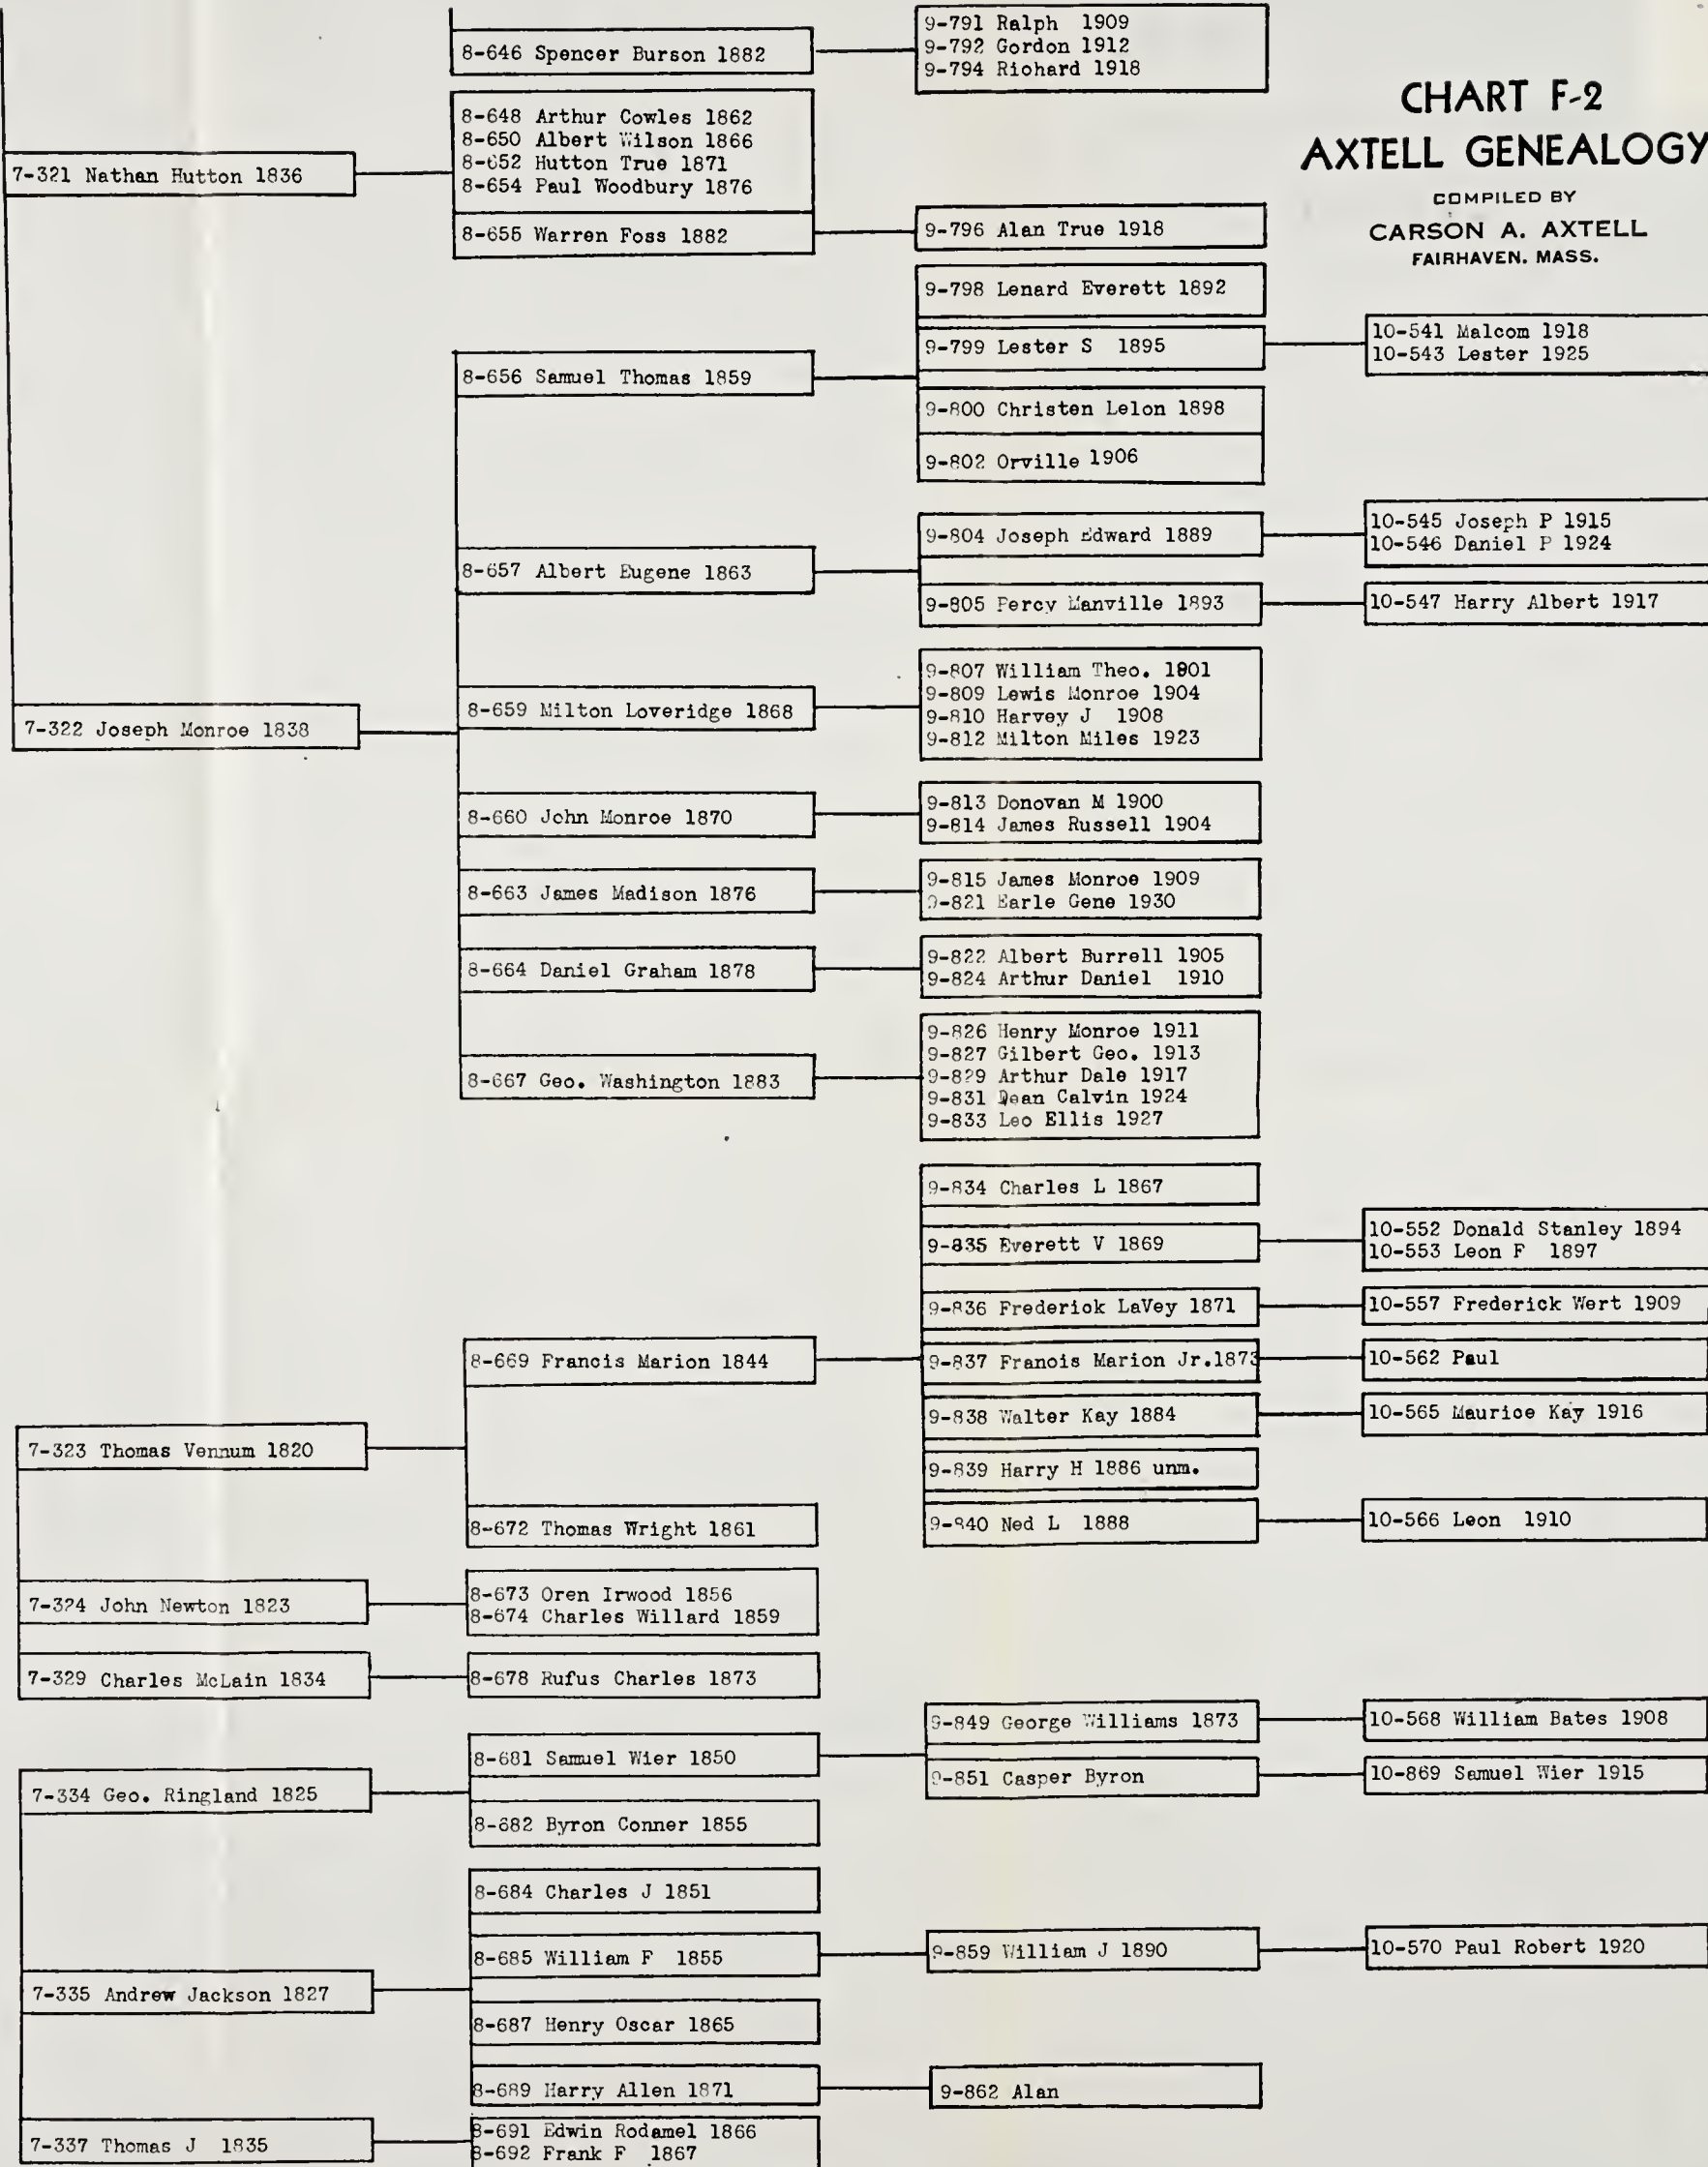 CHART F-2
AXTELL GENEALOGY
COMPILED BY
CARSON A. AXTELL
FAIRHAVEN. MASS.
7-321 Nathan Hutton 1836
7-322 Joseph Monroe 1838
7-323 Thomas Vennum 1820
7-324 John Newton 1823
7-329 Charles McLain 1834
7-334 Geo. Ringland 1825
7-335 Andrew Jackson 1827
7-337 Thomas J 1835
8-646 Spencer Burson 1882
8-648 Arthur Cowles 1862
8-650 Albert Wilson 1866
8-652 Hutton True 1871
8-654 Paul Woodbury 1876
8-655 Warren Foss 1882
8-656 Samuel Thomas 1859
8-657 Albert Eugene 1863
8-659 Milton Loveridge 1868
8-660 John Monroe 1870
8-663 James Madison 1876
8-664 Daniel Graham 1878
8-667 Geo. Washington 1883
8-669 Francis Marion 1844
8-672 Thomas Wright 1861
8-673 Oren Irwood 1856
8-674 Charles Willard 1859
8-678 Rufus Charles 1873
8-681 Samuel Wier 1850
8-682 Byron Conner 1855
8-684 Charles J 1851
8-685 William F 1855
8-687 Henry Oscar 1865
8-689 Harry Allen 1871
8-691 Edwin Rodamel 1866
8-692 Frank F 1867
9-791 Ralph 1909
9-792 Gordon 1912
9-794 Riohard 1918
9-796 Alan True 1918
9-798 Lenard Everett 1892
9-799 Lester S 1895
9-800 Christen Lelon 1898
9-802 Orville 1906
9-804 Joseph Edward 1889
9-805 Percy Manville 1893
9-807 William Theo. 1901
9-809 Lewis Monroe 1904
9-810 Harvey J 1908
9-812 Milton Miles 1923
9-813 Donovan M 1900
9-814 James Russell 1904
9-815 James Monroe 1909
9-821 Earle Gene 1930
9-822 Albert Burrell 1905
9-824 Arthur Daniel 1910
9-826 Henry Monroe 1911
9-827 Gilbert Geo. 1913
9-829 Arthur Dale 1917
9-831 Dean Calvin 1924
9-833 Leo Ellis 1927
9-834 Charles L 1867
9-835 Everett V 1869
9-836 Frederiok LaVey 1871
9-837 Franois Marion Jr.1873
9-838 Walter Kay 1884
9-839 Harry H 1886 unm.
9-840 Ned L 1888
9-849 George Williams 1873
9-851 Casper Byron
9-859 William J 1890
9-862 Alan
10-541 Malcom 1918
10-543 Lester 1925
10-545 Joseph P 1915
10-546 Daniel P 1924
10-547 Harry Albert 1917
10-552 Donald Stanley 1894
10-553 Leon F 1897
10-557 Frederick Wert 1909
10-562 Paul
10-565 Maurice Kay 1916
10-566 Leon 1910
10-568 William Bates 1908
10-869 Samuel Wier 1915
10-570 Paul Robert 1920